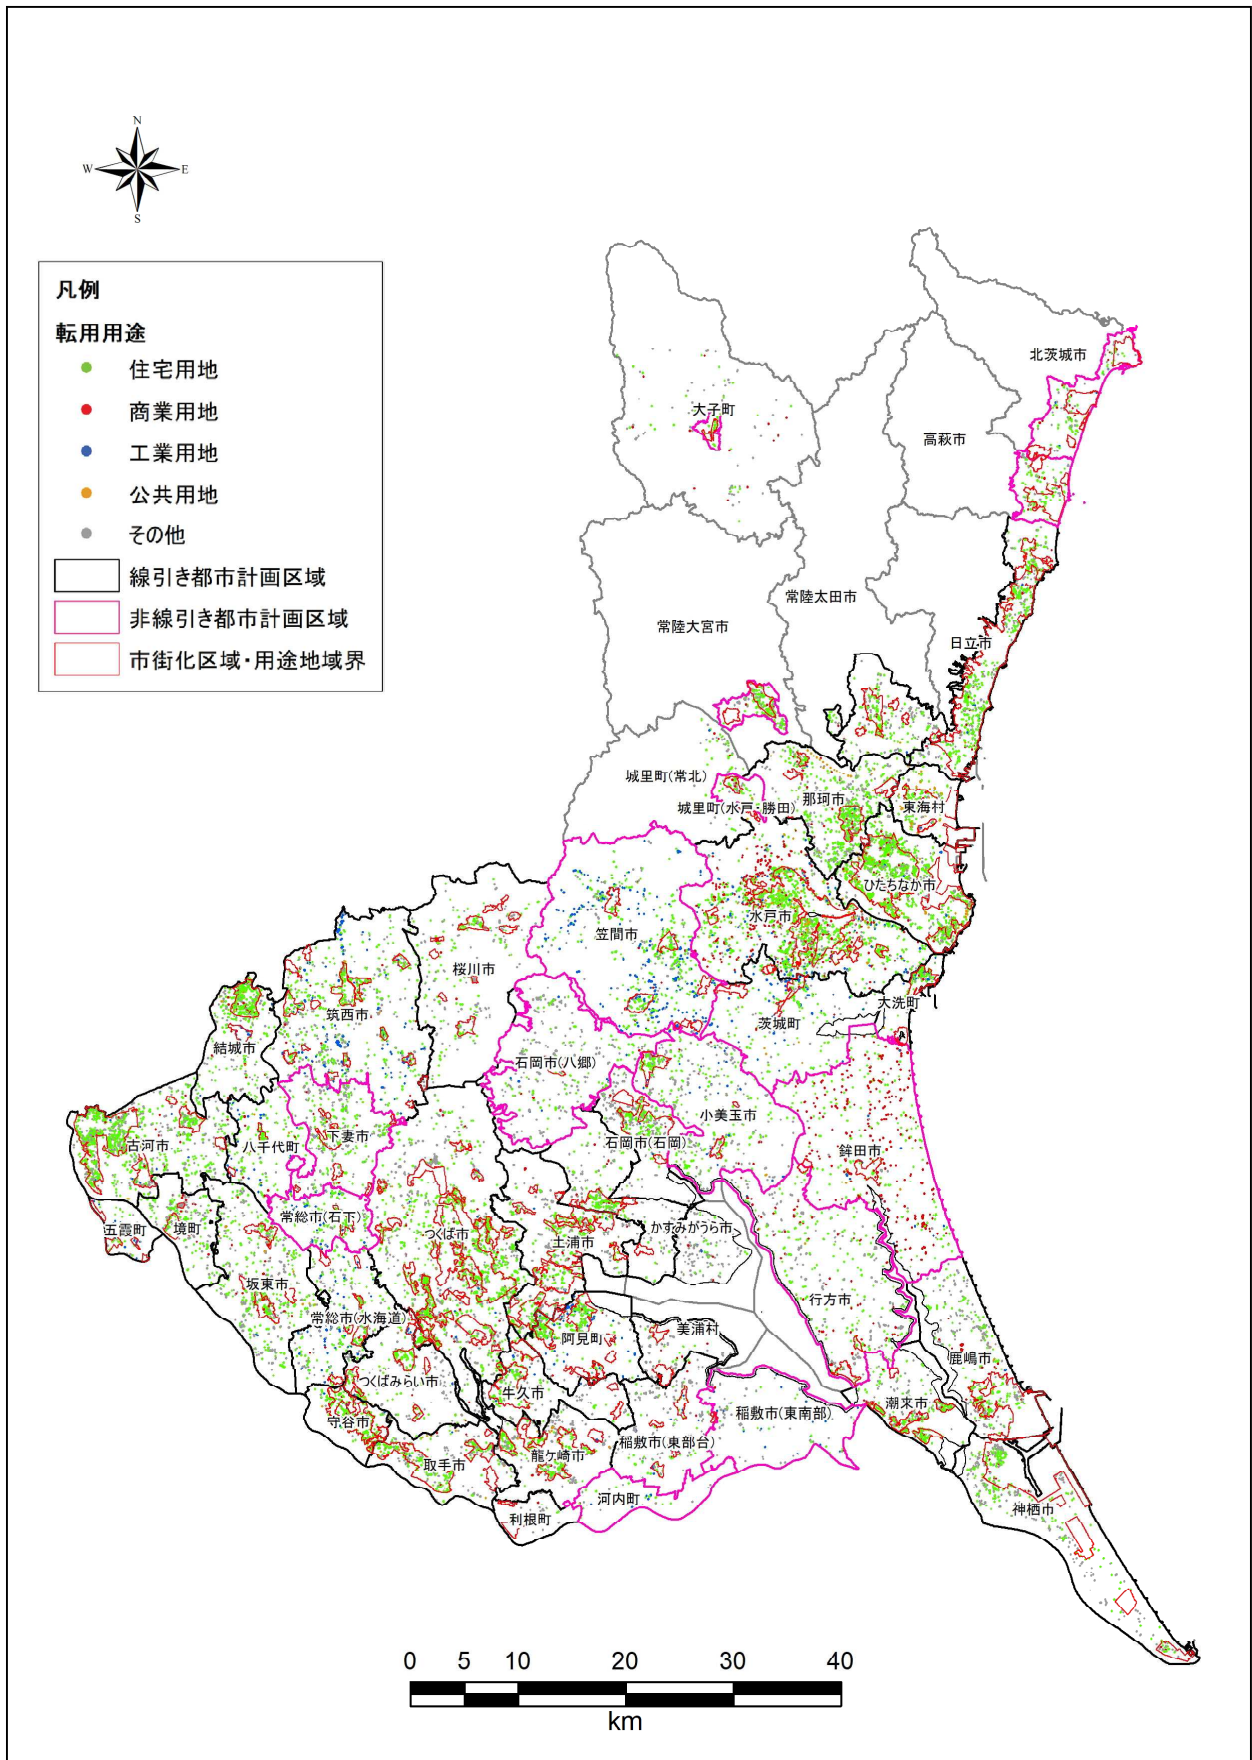 N
W
E
S
凡例
転用用途
住宅用地
商業用地
工業用地
公共用地
その他
線引き都市計画区域
非線引き都市計画区域
市街化区域・用途地域界
北茨城市
大子町
高萩市
常陸太田市
常陸大宮市
日立市
城里町(常北)
城里町(水戸・勝田)
那珂市
東海村
ひたちなか市
水戸市
笠間市
桜川市
筑西市
大洗町
茨城町
結城市
石岡市(八郷)
小美玉市
石岡市(石岡)
鉾田市
古河市
八千代町
下妻市
五霞町
境町
常総市(石下)
つくば市
土浦市
かすみがうら市
坂東市
行方市
常総市(水海道)
阿見町
美浦村
鹿嶋市
つくばみらい市
牛久市
潮来市
守谷市
稲敷市(東南部)
稲敷市(東部台)
取手市
龍ケ崎市
河内町
利根町
神栖市
0 5 10 20 30 40
km